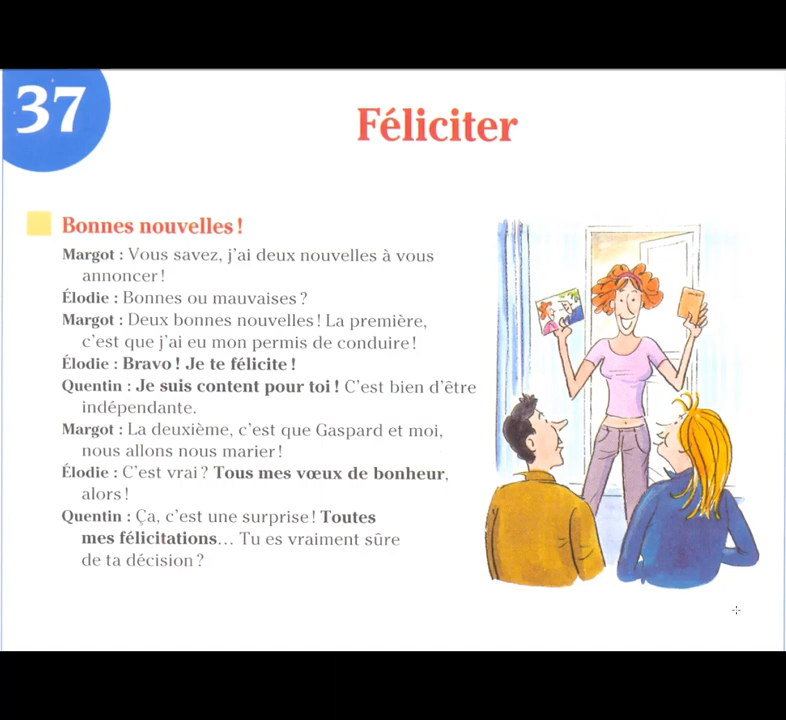 37
Féliciter
Bonnes nouvelles !
Margot : Vous savez, j'ai deux nouvelles à vous
annoncer !
Élodie : Bonnes ou mauvaises ?
Margot : Deux bonnes nouvelles ! La première,
c'est que j'ai eu mon permis de conduire !
Élodie : Bravo ! Je te félicite !
Quentin : Je suis content pour toi ! C'est bien d'être
indépendante.
Margot : La deuxième, c'est que Gaspard et moi,
nous allons nous marier !
Élodie : C'est vrai ? Tous mes vœux de bonheur,
alors !
Quentin : Ça, c'est une surprise ! Toutes
mes félicitations... Tu es vraiment sûre
de ta décision ?